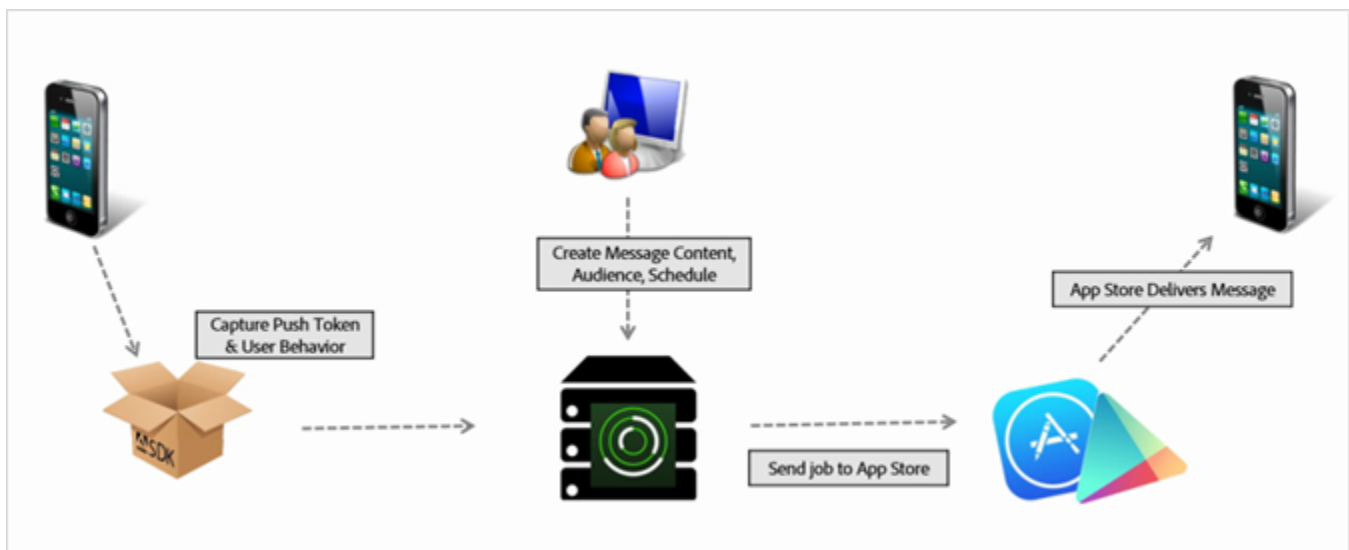 Capture Push Token
& User Behavior
SDK
Create Message Content,
Audience, Schedule
Send job to App Store
App Store Delivers Message